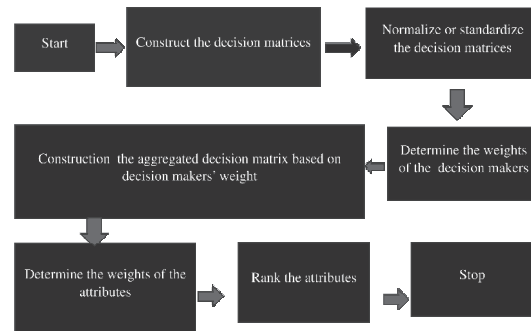 Start
Construct the decision matrices
Normalize or standardize
the decision matrices
Determine the weights
of the decision makers
Construction the aggregated decision matrix based on
decision makers' weight
Determine the weights of the
attributes
Rank the attributes
Stop